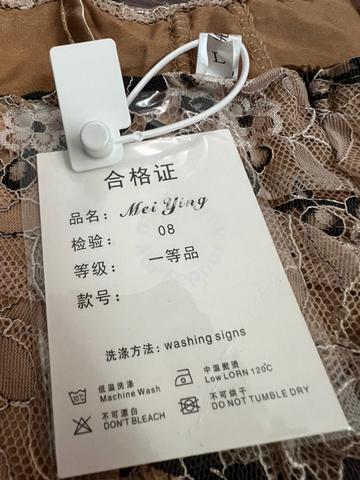 L
合格证
品名： Mei Ying
检验： 08
等级： 一等品
款号：
洗涤方法: washing signs
低温洗涤
Machine Wash
中温熨烫
Low LORN 120℃
不可漂白
DON'T BLEACH
不可烘干
DO NOT TUMBLE DRY